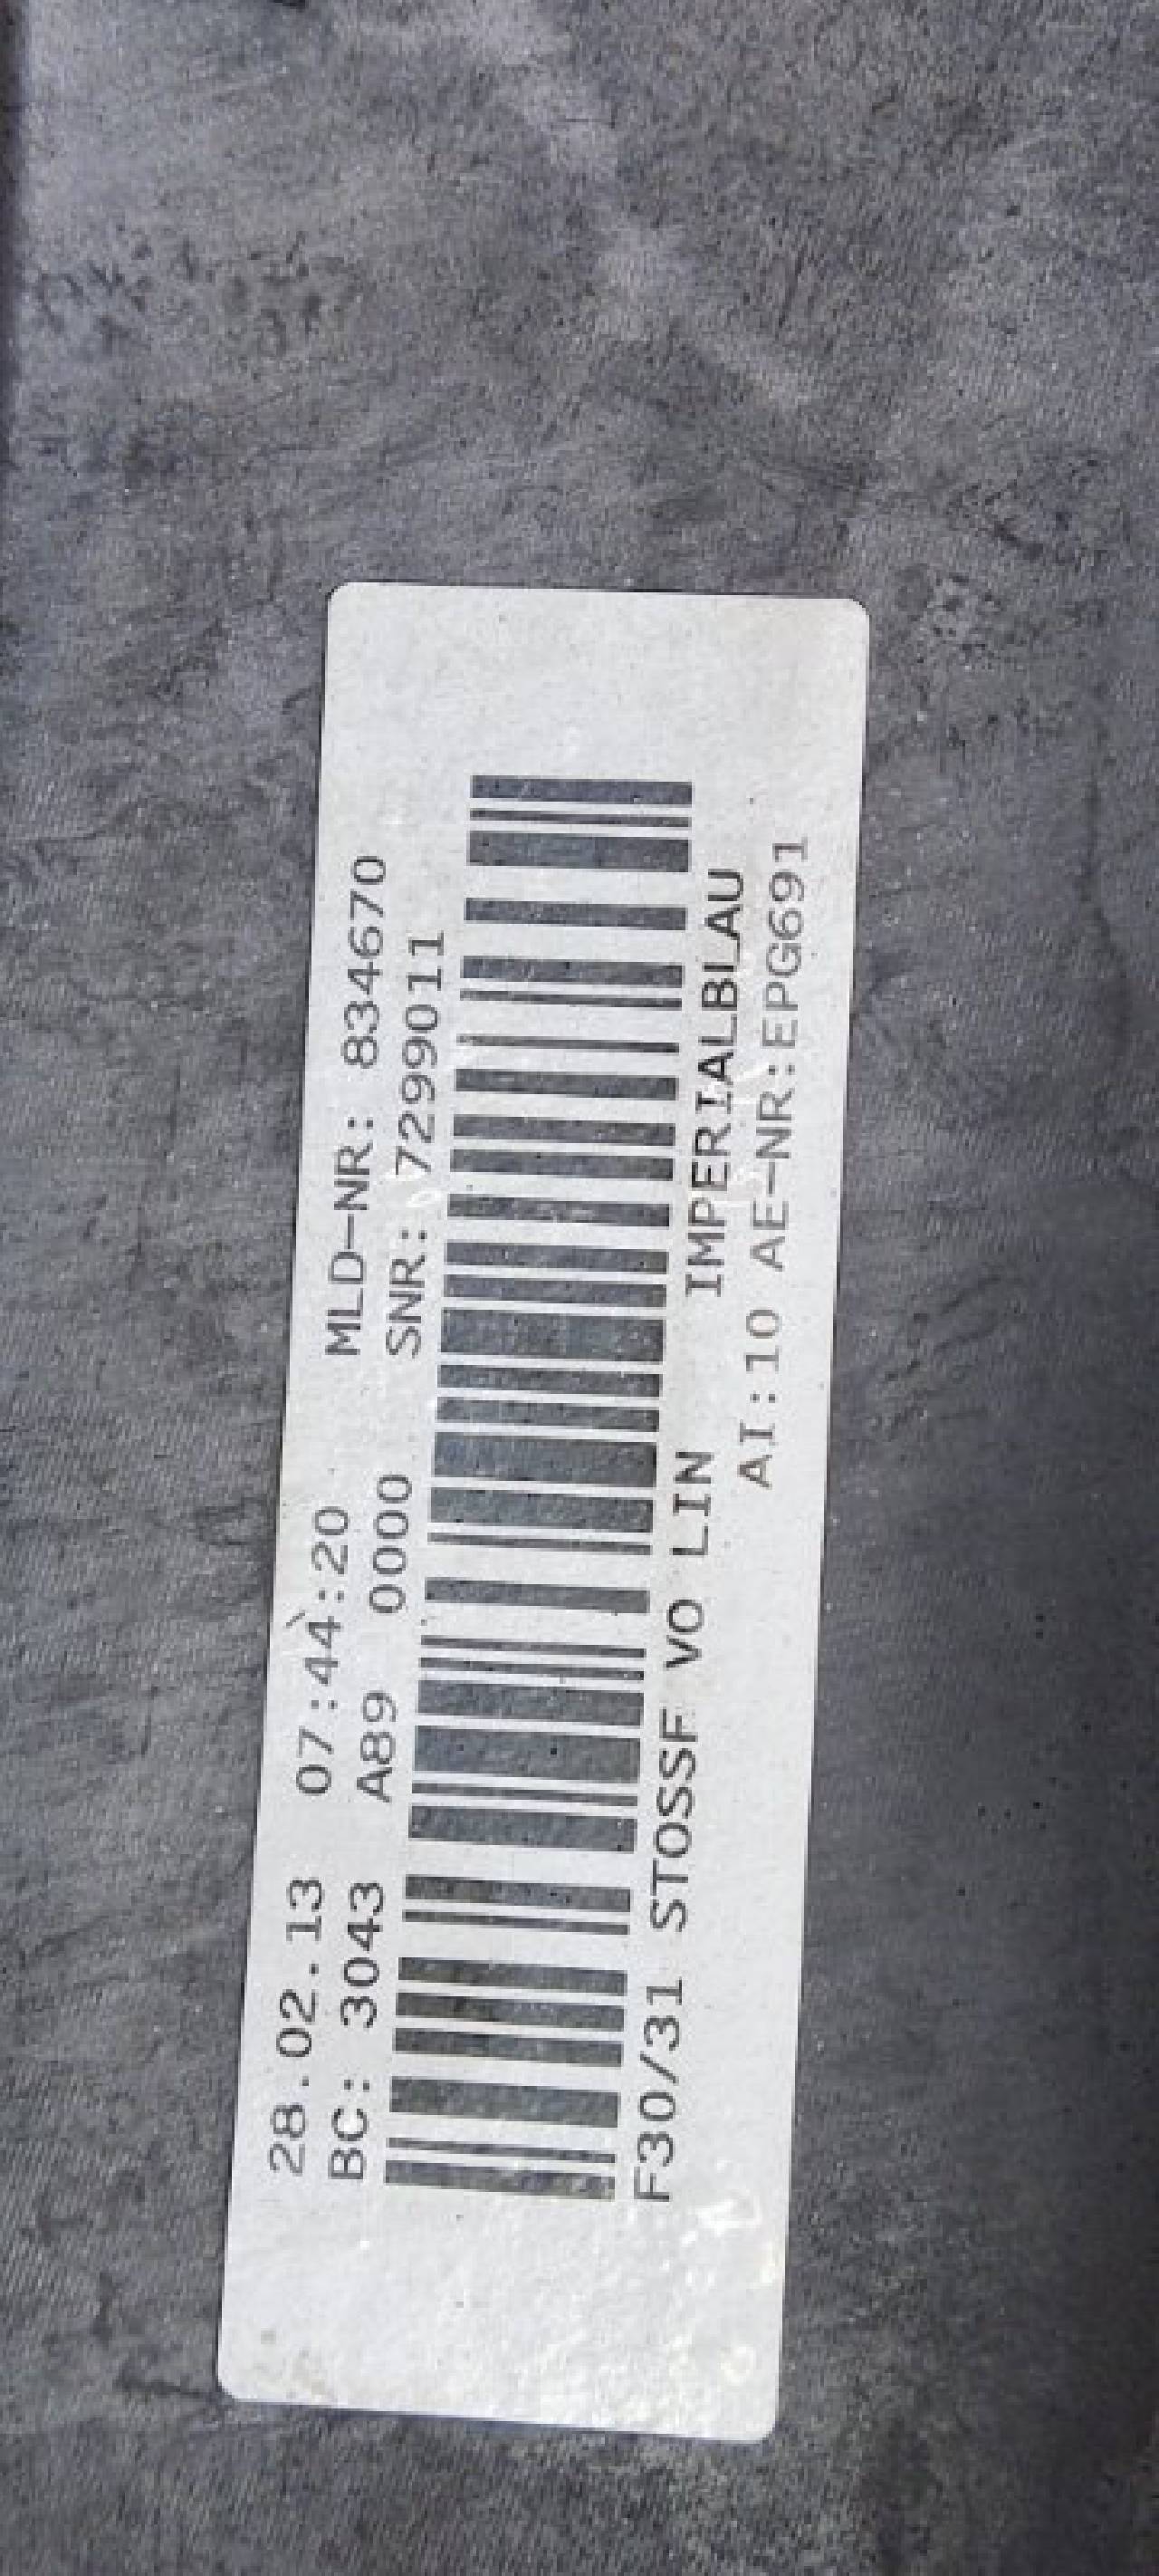 28.02.13 07:44:20 MLD-NR: 834670
BC: 3043 A89 0000 SNR: 7299011
F30/31 STOSSF VO LIN IMPERIALBLAU
AI:10 AE-NR:EPG691